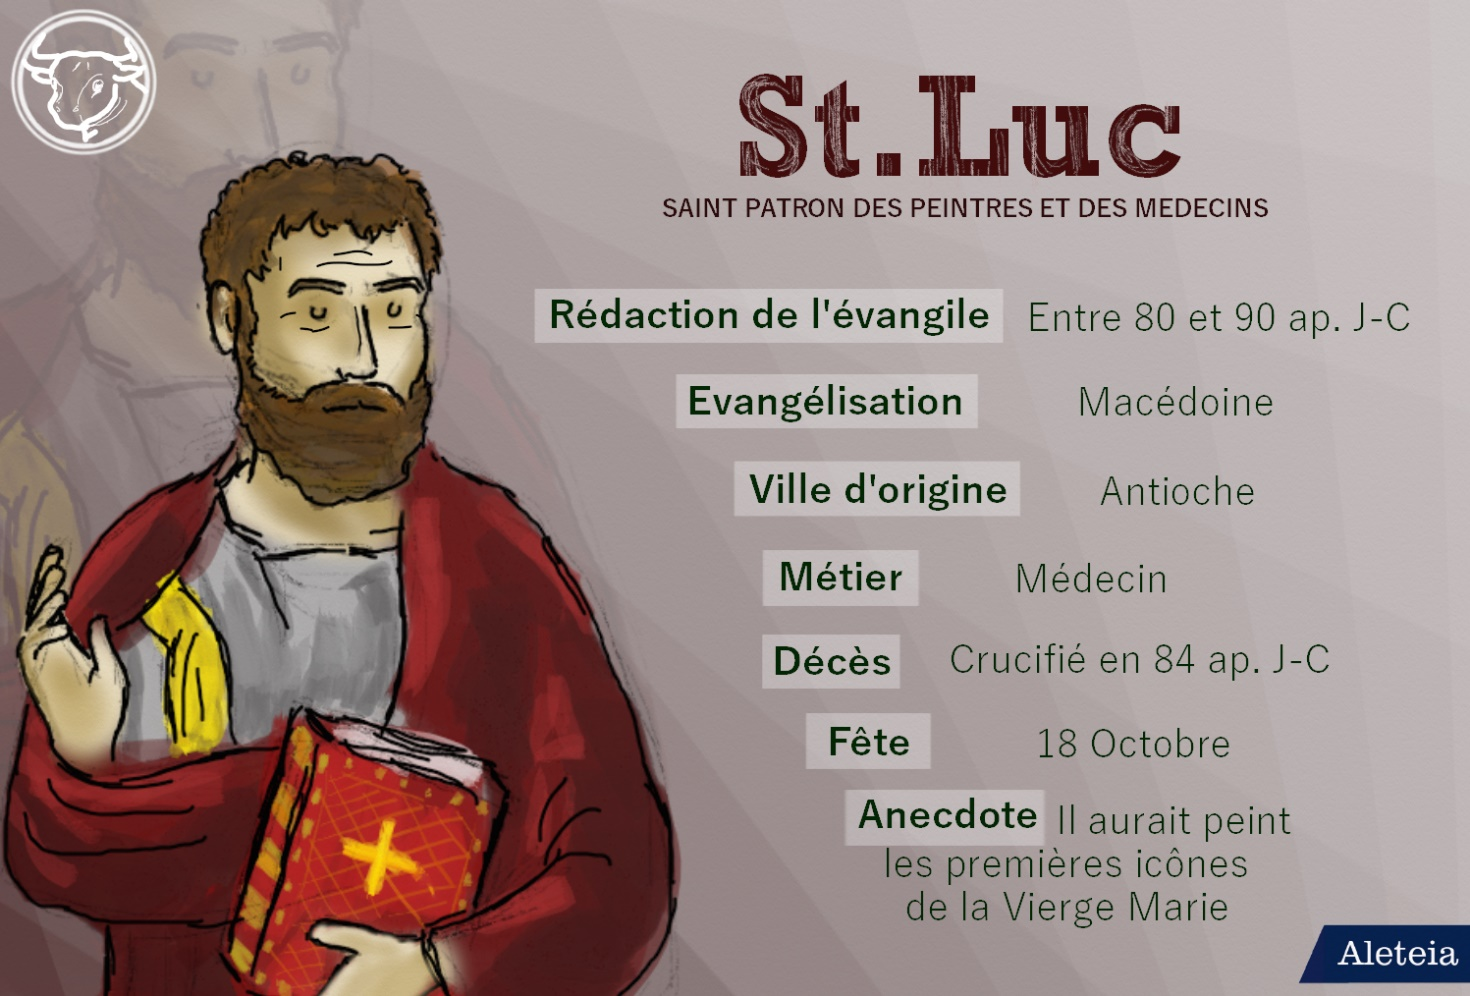 St.Luc
SAINT PATRON DES PEINTRES ET DES MEDECINS
Rédaction de l'évangile Entre 80 et 90 ap. J-C
Evangélisation Macédoine
Ville d'origine Antioche
Métier Médecin
Décès Crucifié en 84 ap. J-C
Fête 18 Octobre
Anecdote Il aurait peint
les premières icônes
de la Vierge Marie
Aleteia